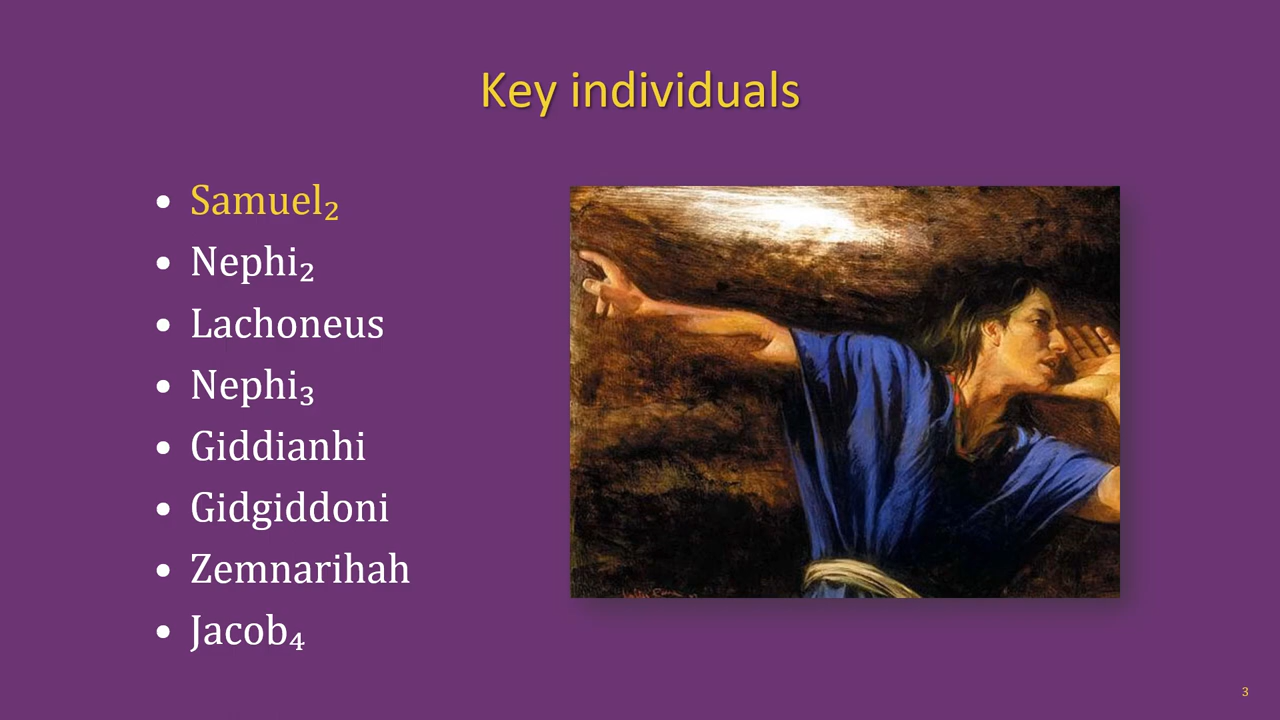 Key individuals
• Samuel₂
• Nephi₂
• Lachoneus
• Nephi₃
• Giddianhi
• Gidgiddoni
• Zemnarihah
• Jacob₄
3